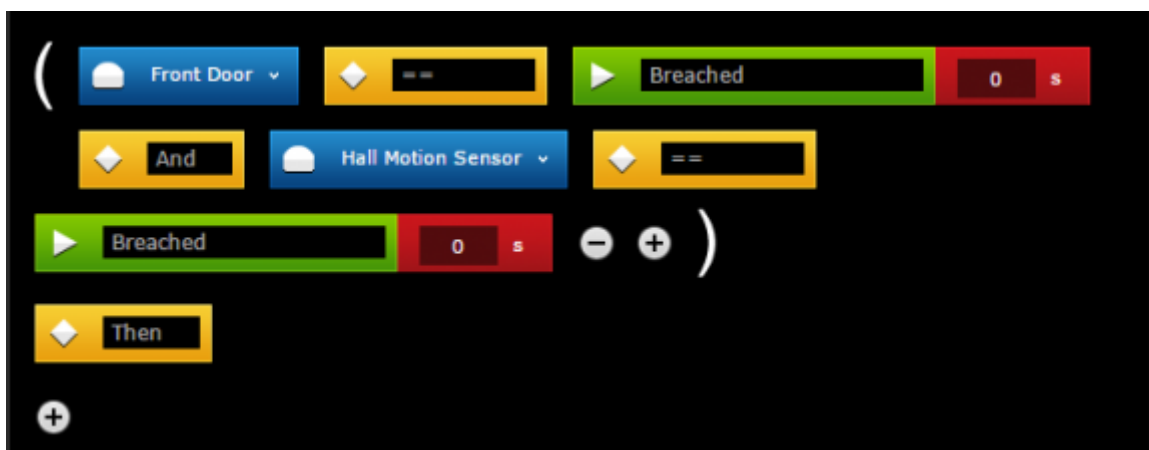 ( Front Door == Breached 0 s
And Hall Motion Sensor ==
Breached 0 s )
Then